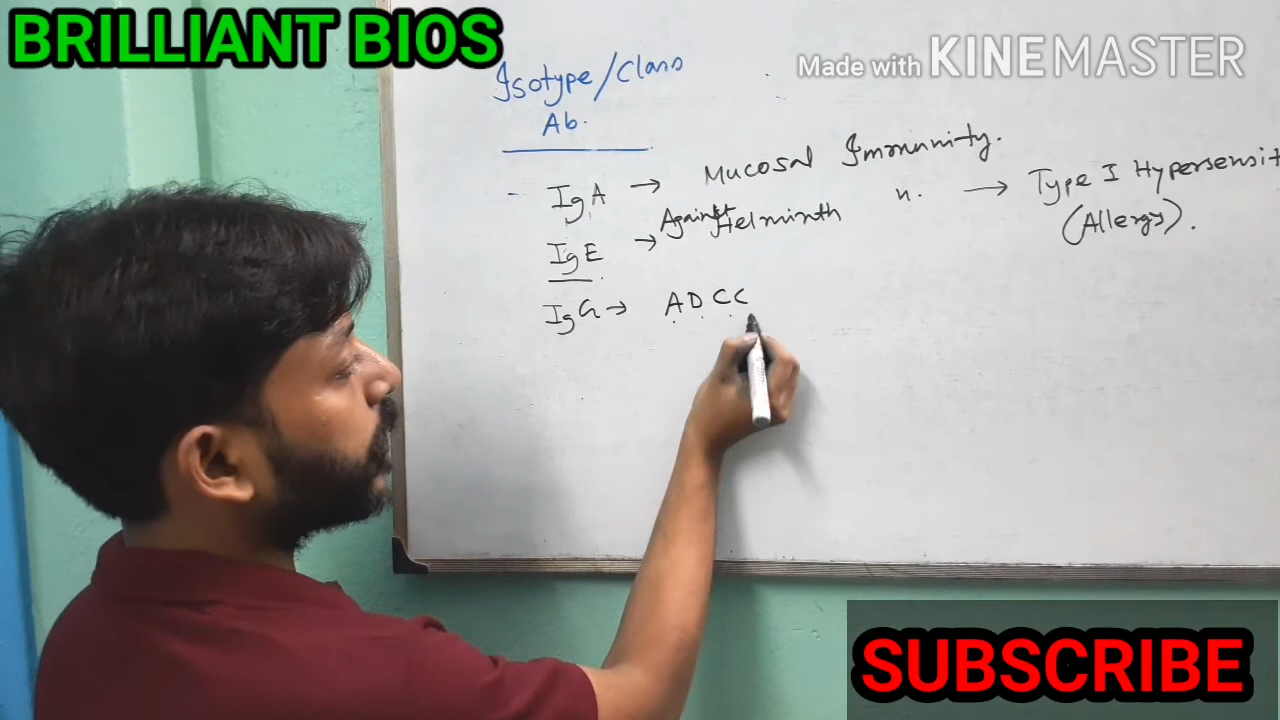 BRILLIANT BIOS
Made with KINEMASTER
Isotype/Class
Ab.
IgA → Mucosal Immunity.
IgE → Against Helminth n. → Type I Hypersensit
(Allergy).
IgG → ADCC
SUBSCRIBE